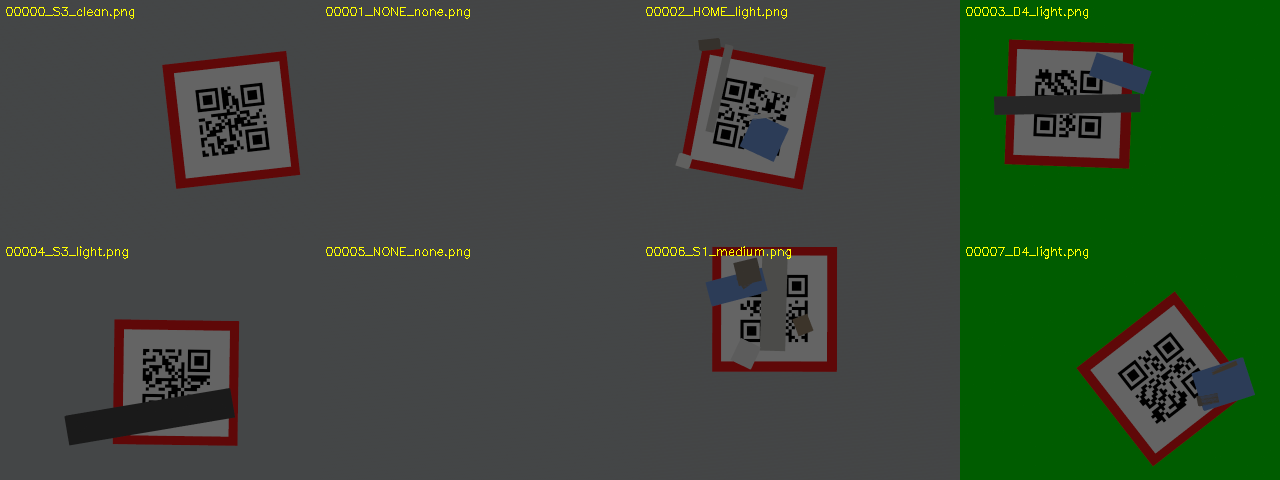 00000_S3_clean.png
00001_NONE_none.png
00002_HOME_light.png
00003_D4_light.png
00004_S3_light.png
00005_NONE_none.png
00006_S1_medium.png
00007_D4_light.png